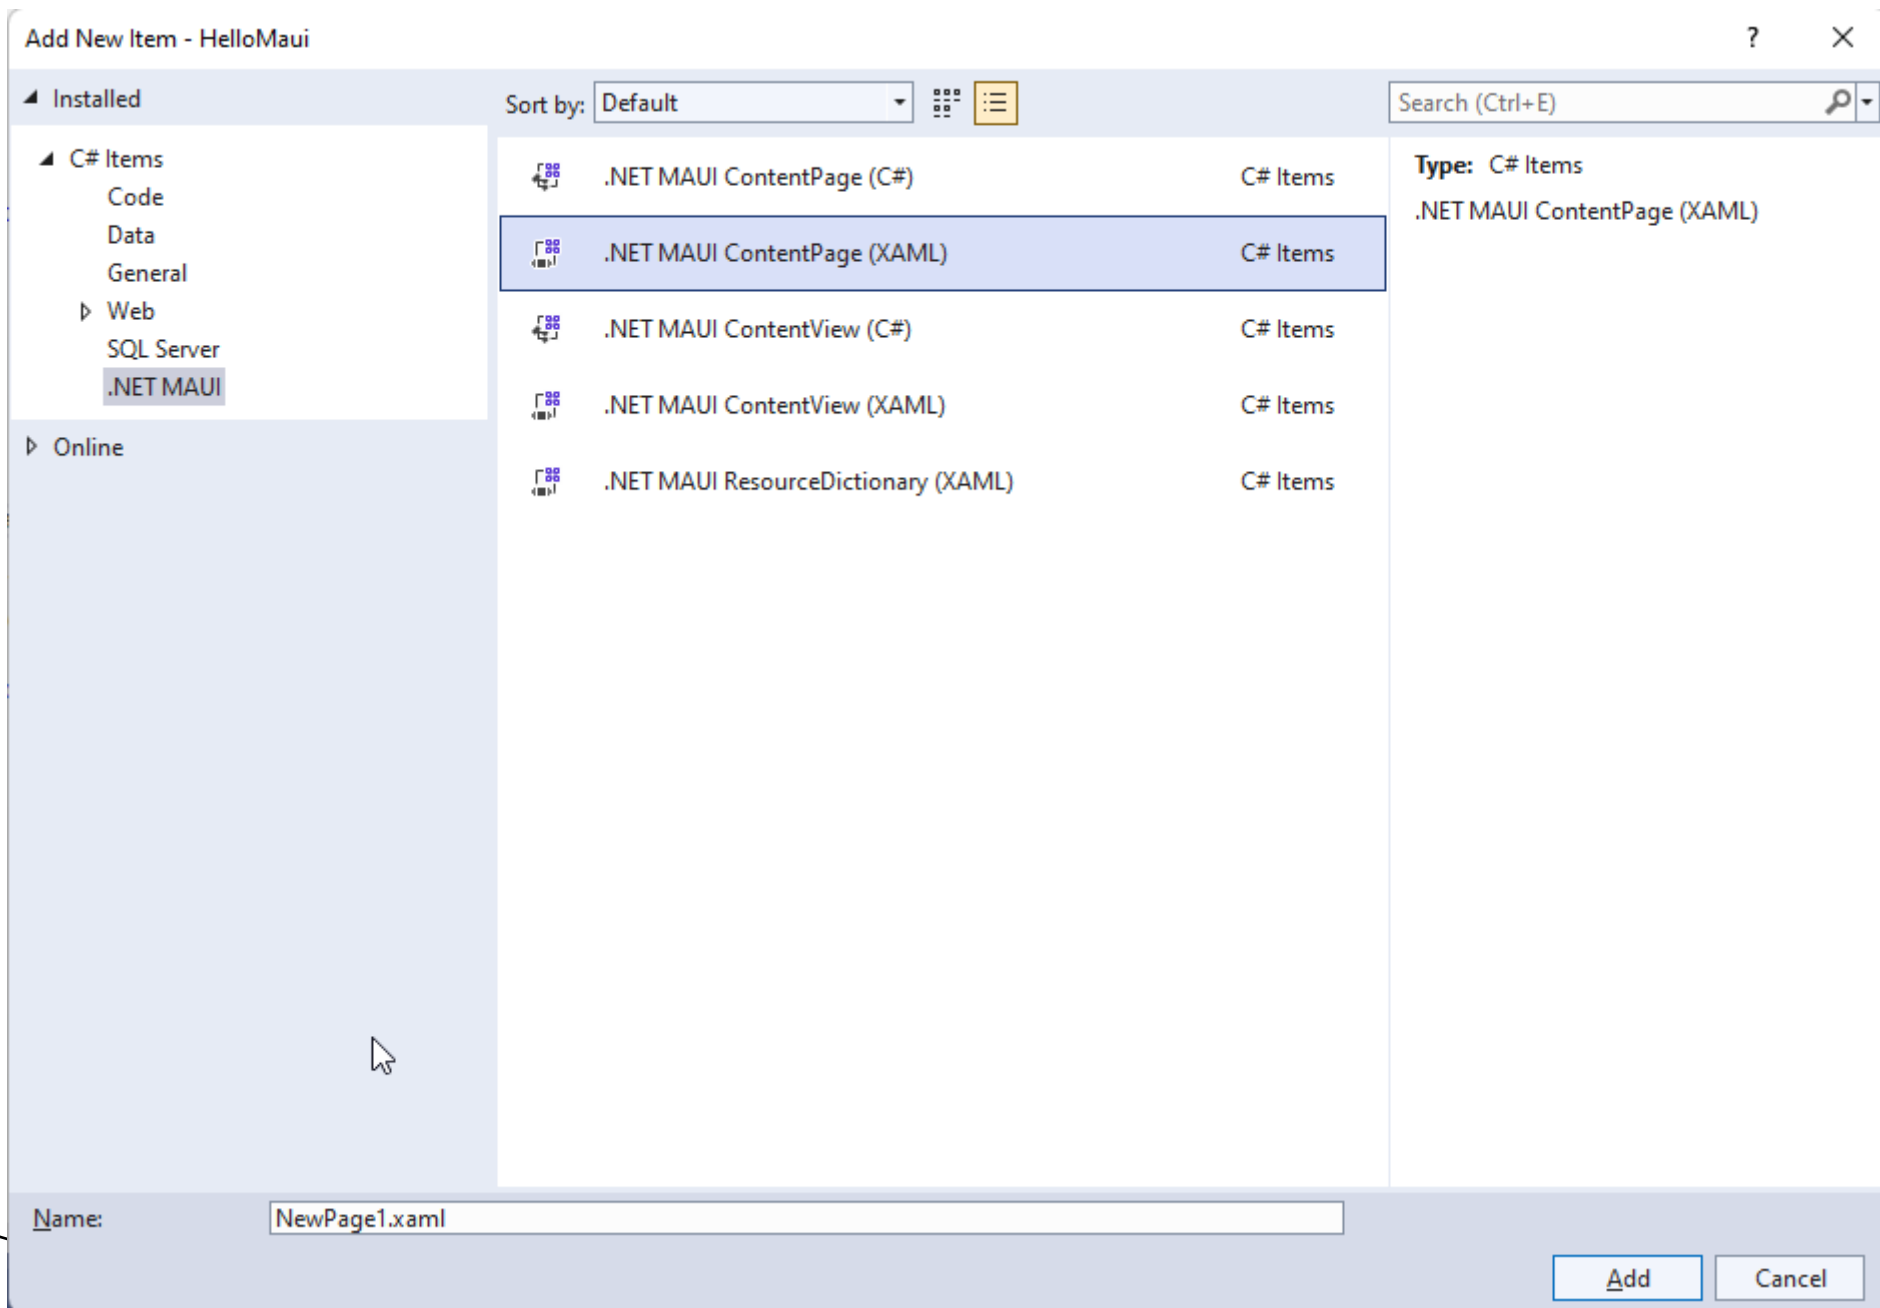 Add New Item - HelloMaui
?
Installed
Sort by: Default
Search (Ctrl+E)
C# Items
Code
Data
General
Web
SQL Server
.NET MAUI
Online
.NET MAUI ContentPage (C#) C# Items
.NET MAUI ContentPage (XAML) C# Items
.NET MAUI ContentView (C#) C# Items
.NET MAUI ContentView (XAML) C# Items
.NET MAUI ResourceDictionary (XAML) C# Items
Type: C# Items
.NET MAUI ContentPage (XAML)
Name: NewPage1.xaml
Add Cancel